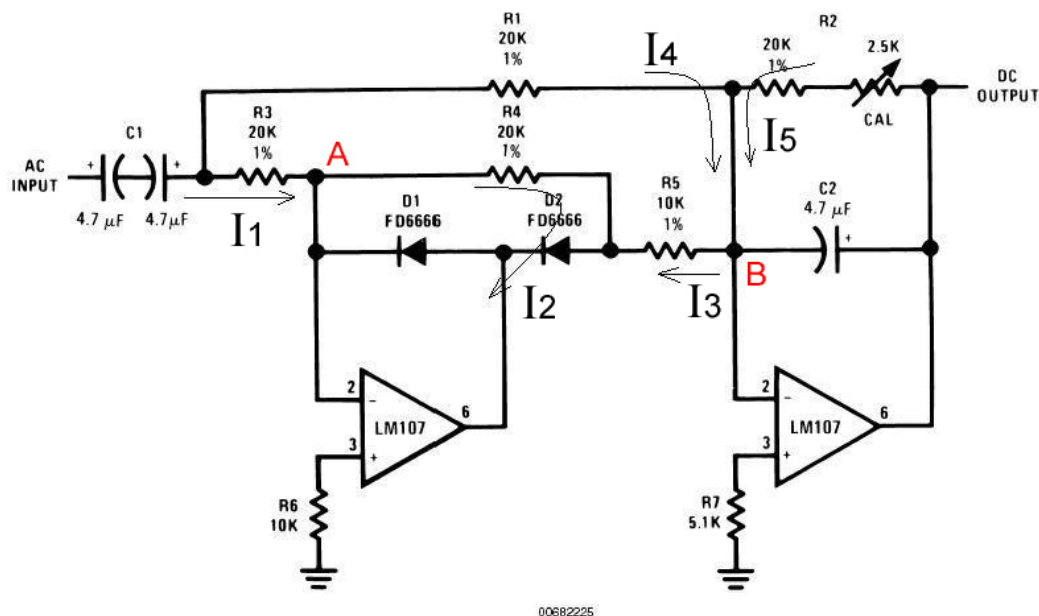 R1
20K
1%
I4
R2
20K
1%
2.5K
CAL
DC
OUTPUT
I5
R3
20K
1%
A
R4
20K
1%
C1
AC
INPUT
+
+
4.7 μF
4.7 μF
I1
D1
FD6666
D2
FD6666
I2
R5
10K
1%
I3
B
C2
4.7 μF
+
2
−
LM107
6
3
+
R6
10K
2
−
LM107
6
3
+
R7
5.1K
00682225